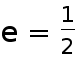 e = 1/2